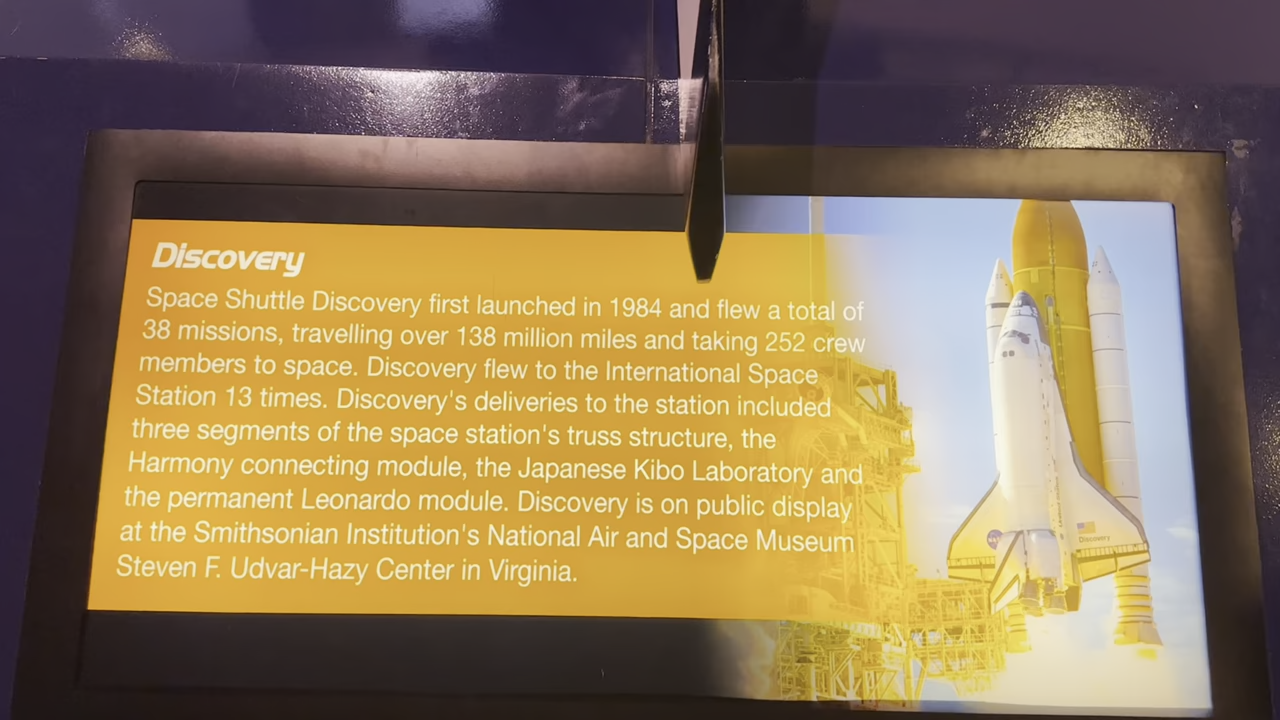 Discovery
Space Shuttle Discovery first launched in 1984 and flew a total of
38 missions, travelling over 138 million miles and taking 252 crew
members to space. Discovery flew to the International Space
Station 13 times. Discovery's deliveries to the station included
three segments of the space station's truss structure, the
Harmony connecting module, the Japanese Kibo Laboratory and
the permanent Leonardo module. Discovery is on public display
at the Smithsonian Institution's National Air and Space Museum
Steven F. Udvar-Hazy Center in Virginia.
NASA
Discovery